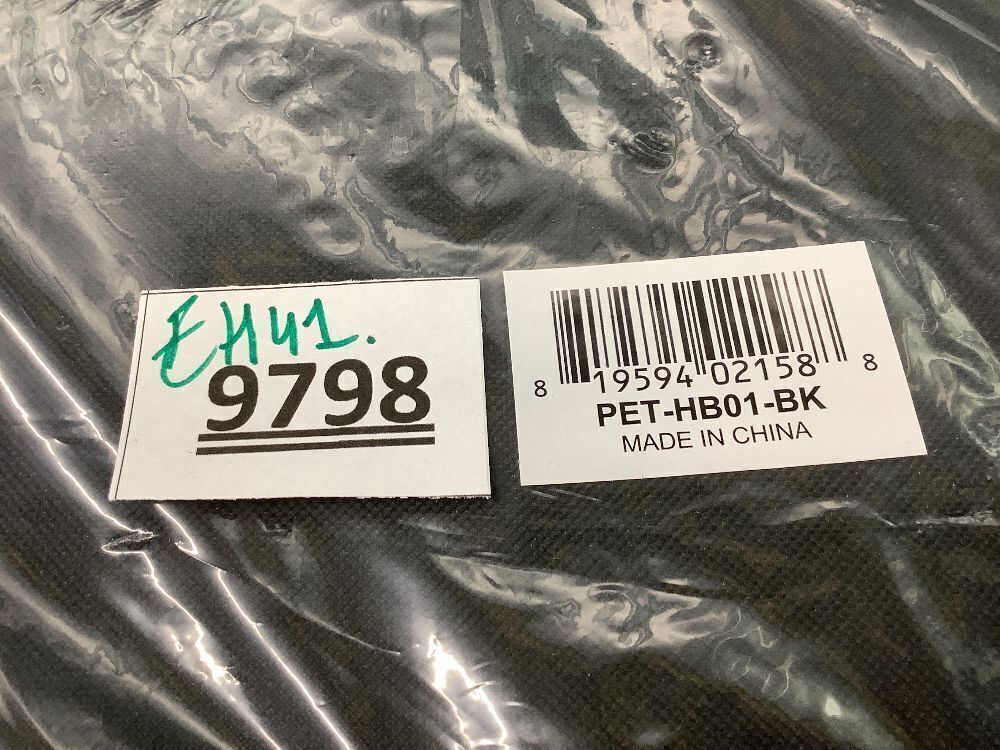 EH41.
9798
8 19594 02158 8
PET-HB01-BK
MADE IN CHINA